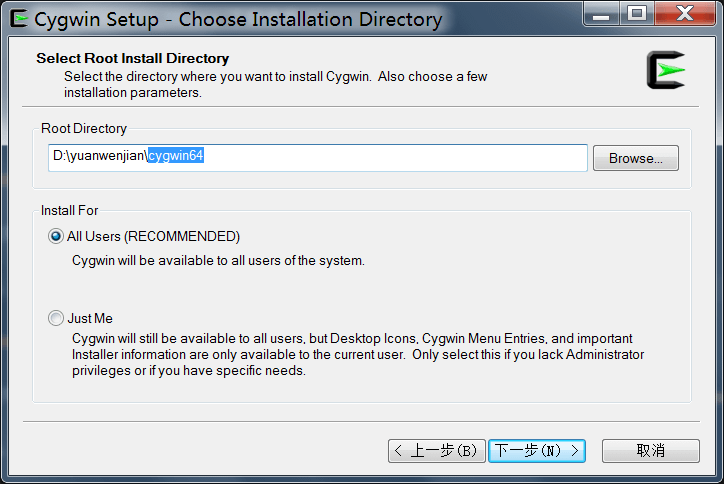 Cygwin Setup - Choose Installation Directory
Select Root Install Directory
Select the directory where you want to install Cygwin. Also choose a few
installation parameters.
Root Directory
D:\yuanwenjian\cygwin64
Browse...
Install For
All Users (RECOMMENDED)
Cygwin will be available to all users of the system.
Just Me
Cygwin will still be available to all users, but Desktop Icons, Cygwin Menu Entries, and important
Installer information are only available to the current user. Only select this if you lack Administrator
privileges or if you have specific needs.
< 上一步(B)
下一步(N) >
取消